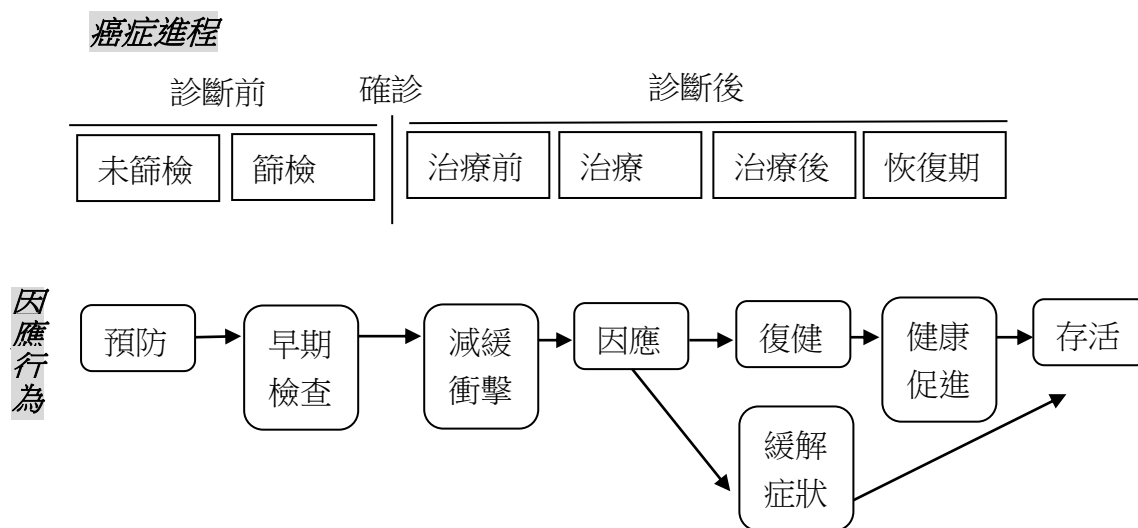 癌症進程
診斷前
確診
診斷後
未篩檢
篩檢
治療前
治療
治療後
恢復期
因
應
行
為
預防
早期
檢查
減緩
衝擊
因應
復健
健康
促進
存活
緩解
症狀